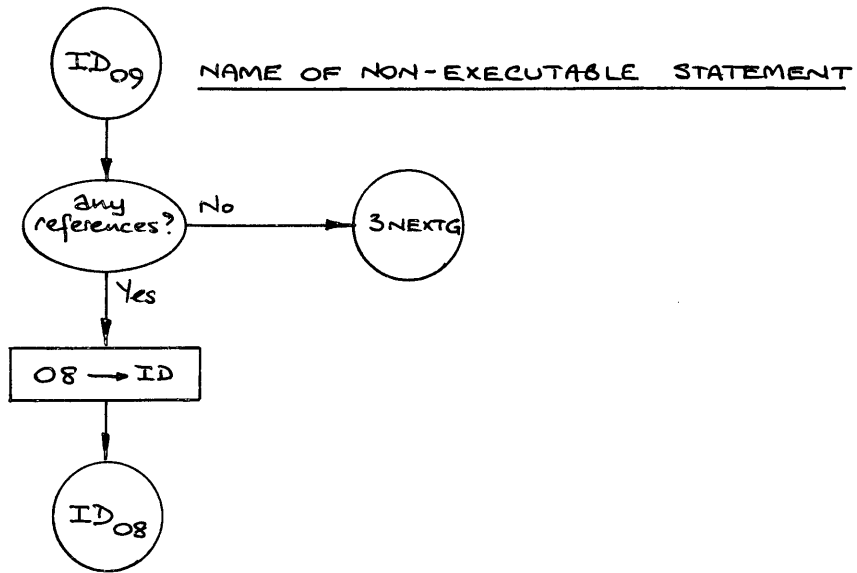 ID09
NAME OF NON-EXECUTABLE STATEMENT
any
references?
No
3NEXTG
Yes
08 → ID
ID08